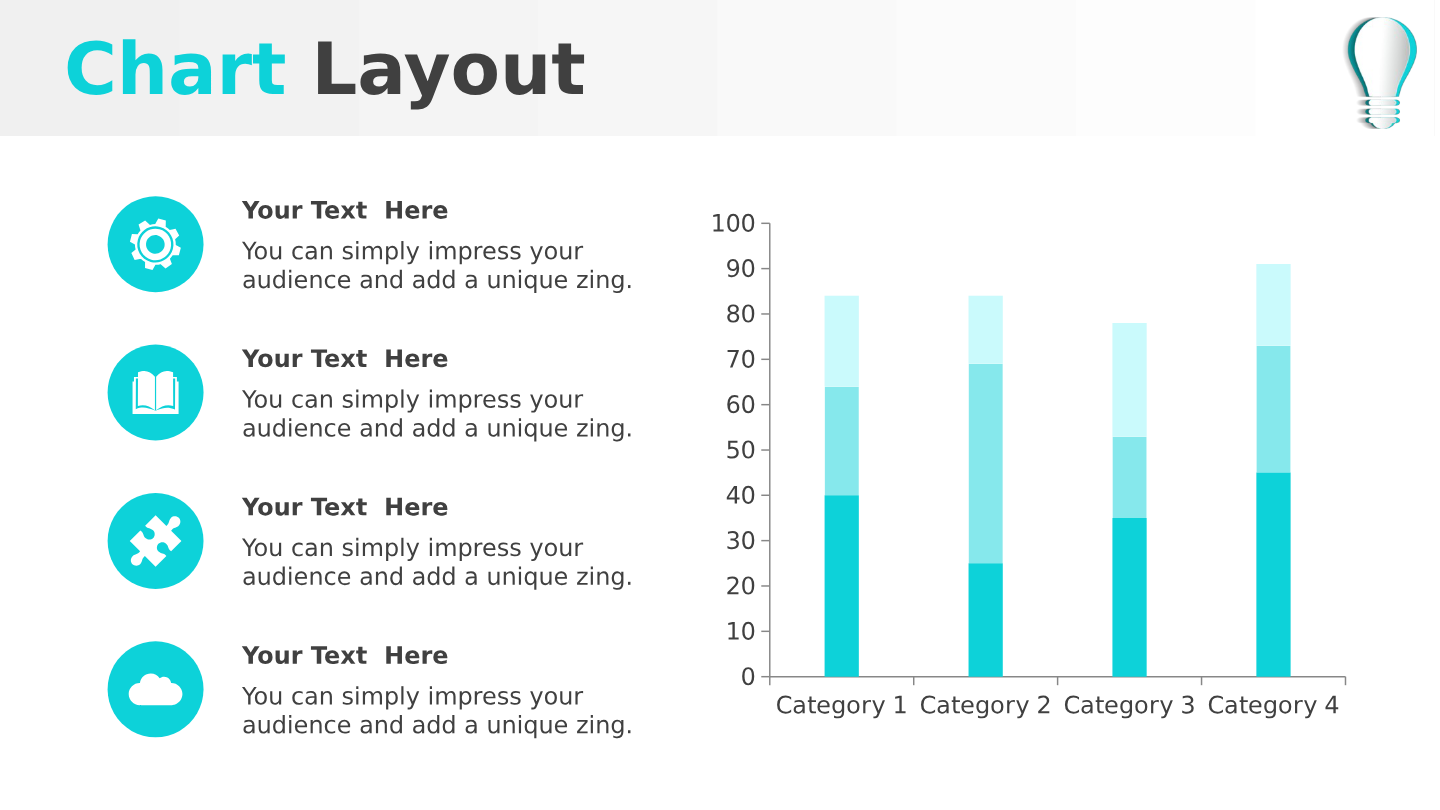 Chart Layout
Your Text  Here
You can simply impress your
audience and add a unique zing.
Your Text  Here
You can simply impress your
audience and add a unique zing.
Your Text  Here
You can simply impress your
audience and add a unique zing.
Your Text  Here
You can simply impress your
audience and add a unique zing.
100
90
80
70
60
50
40
30
20
10
0
Category 1 Category 2 Category 3 Category 4